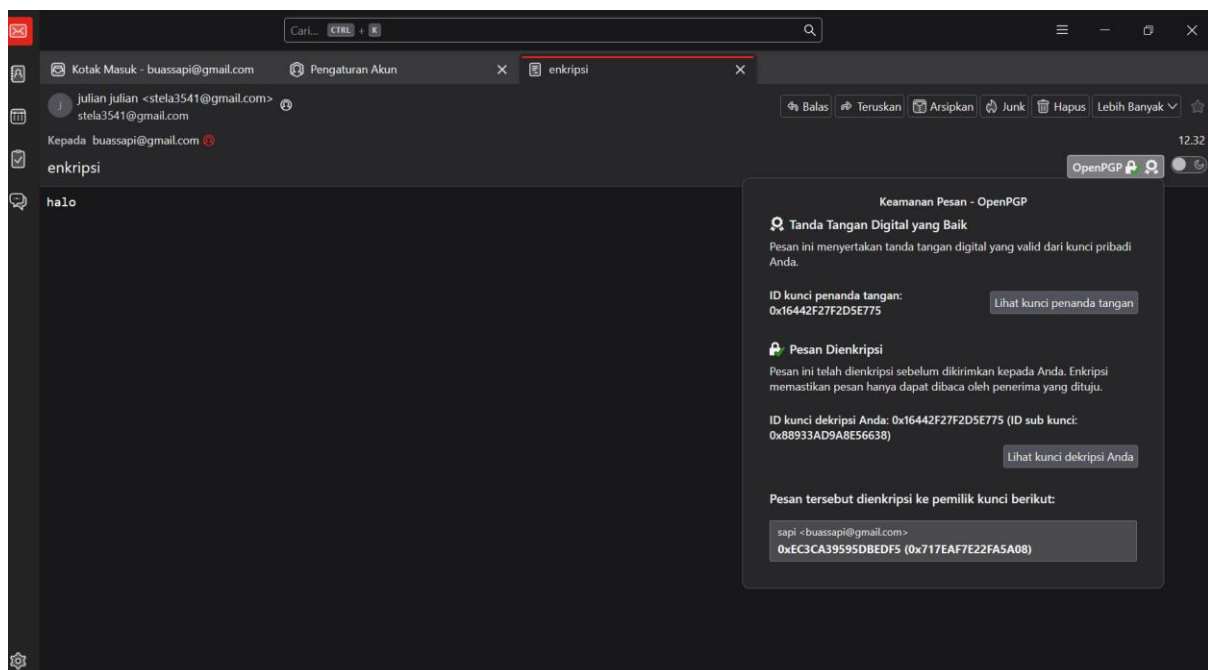 Cari... CTRL + K
Kotak Masuk - buassapi@gmail.com
Pengaturan Akun
enkripsi
J
julian julian <stela3541@gmail.com>
stela3541@gmail.com
Balas
Teruskan
Arsipkan
Junk
Hapus
Lebih Banyak
Kepada buassapi@gmail.com
12.32
enkripsi
OpenPGP
halo
Keamanan Pesan - OpenPGP
Tanda Tangan Digital yang Baik
Pesan ini menyertakan tanda tangan digital yang valid dari kunci pribadi
Anda.
ID kunci penanda tangan:
0x16442F27F2D5E775
Lihat kunci penanda tangan
Pesan Dienkripsi
Pesan ini telah dienkripsi sebelum dikirimkan kepada Anda. Enkripsi
memastikan pesan hanya dapat dibaca oleh penerima yang dituju.
ID kunci dekripsi Anda: 0x16442F27F2D5E775 (ID sub kunci:
0x88933AD9A8E56638)
Lihat kunci dekripsi Anda
Pesan tersebut dienkripsi ke pemilik kunci berikut:
sapi <buassapi@gmail.com>
0xEC3CA39595DBEDF5 (0x717EAF7E22FA5A08)